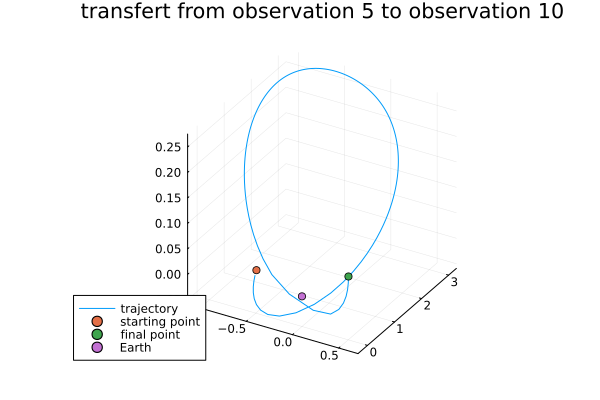 transfert from observation 5 to observation 10
0.25
0.20
0.15
0.10
0.05
0.00
−0.5
0.0
0.5
0
1
2
3
trajectory
starting point
final point
Earth